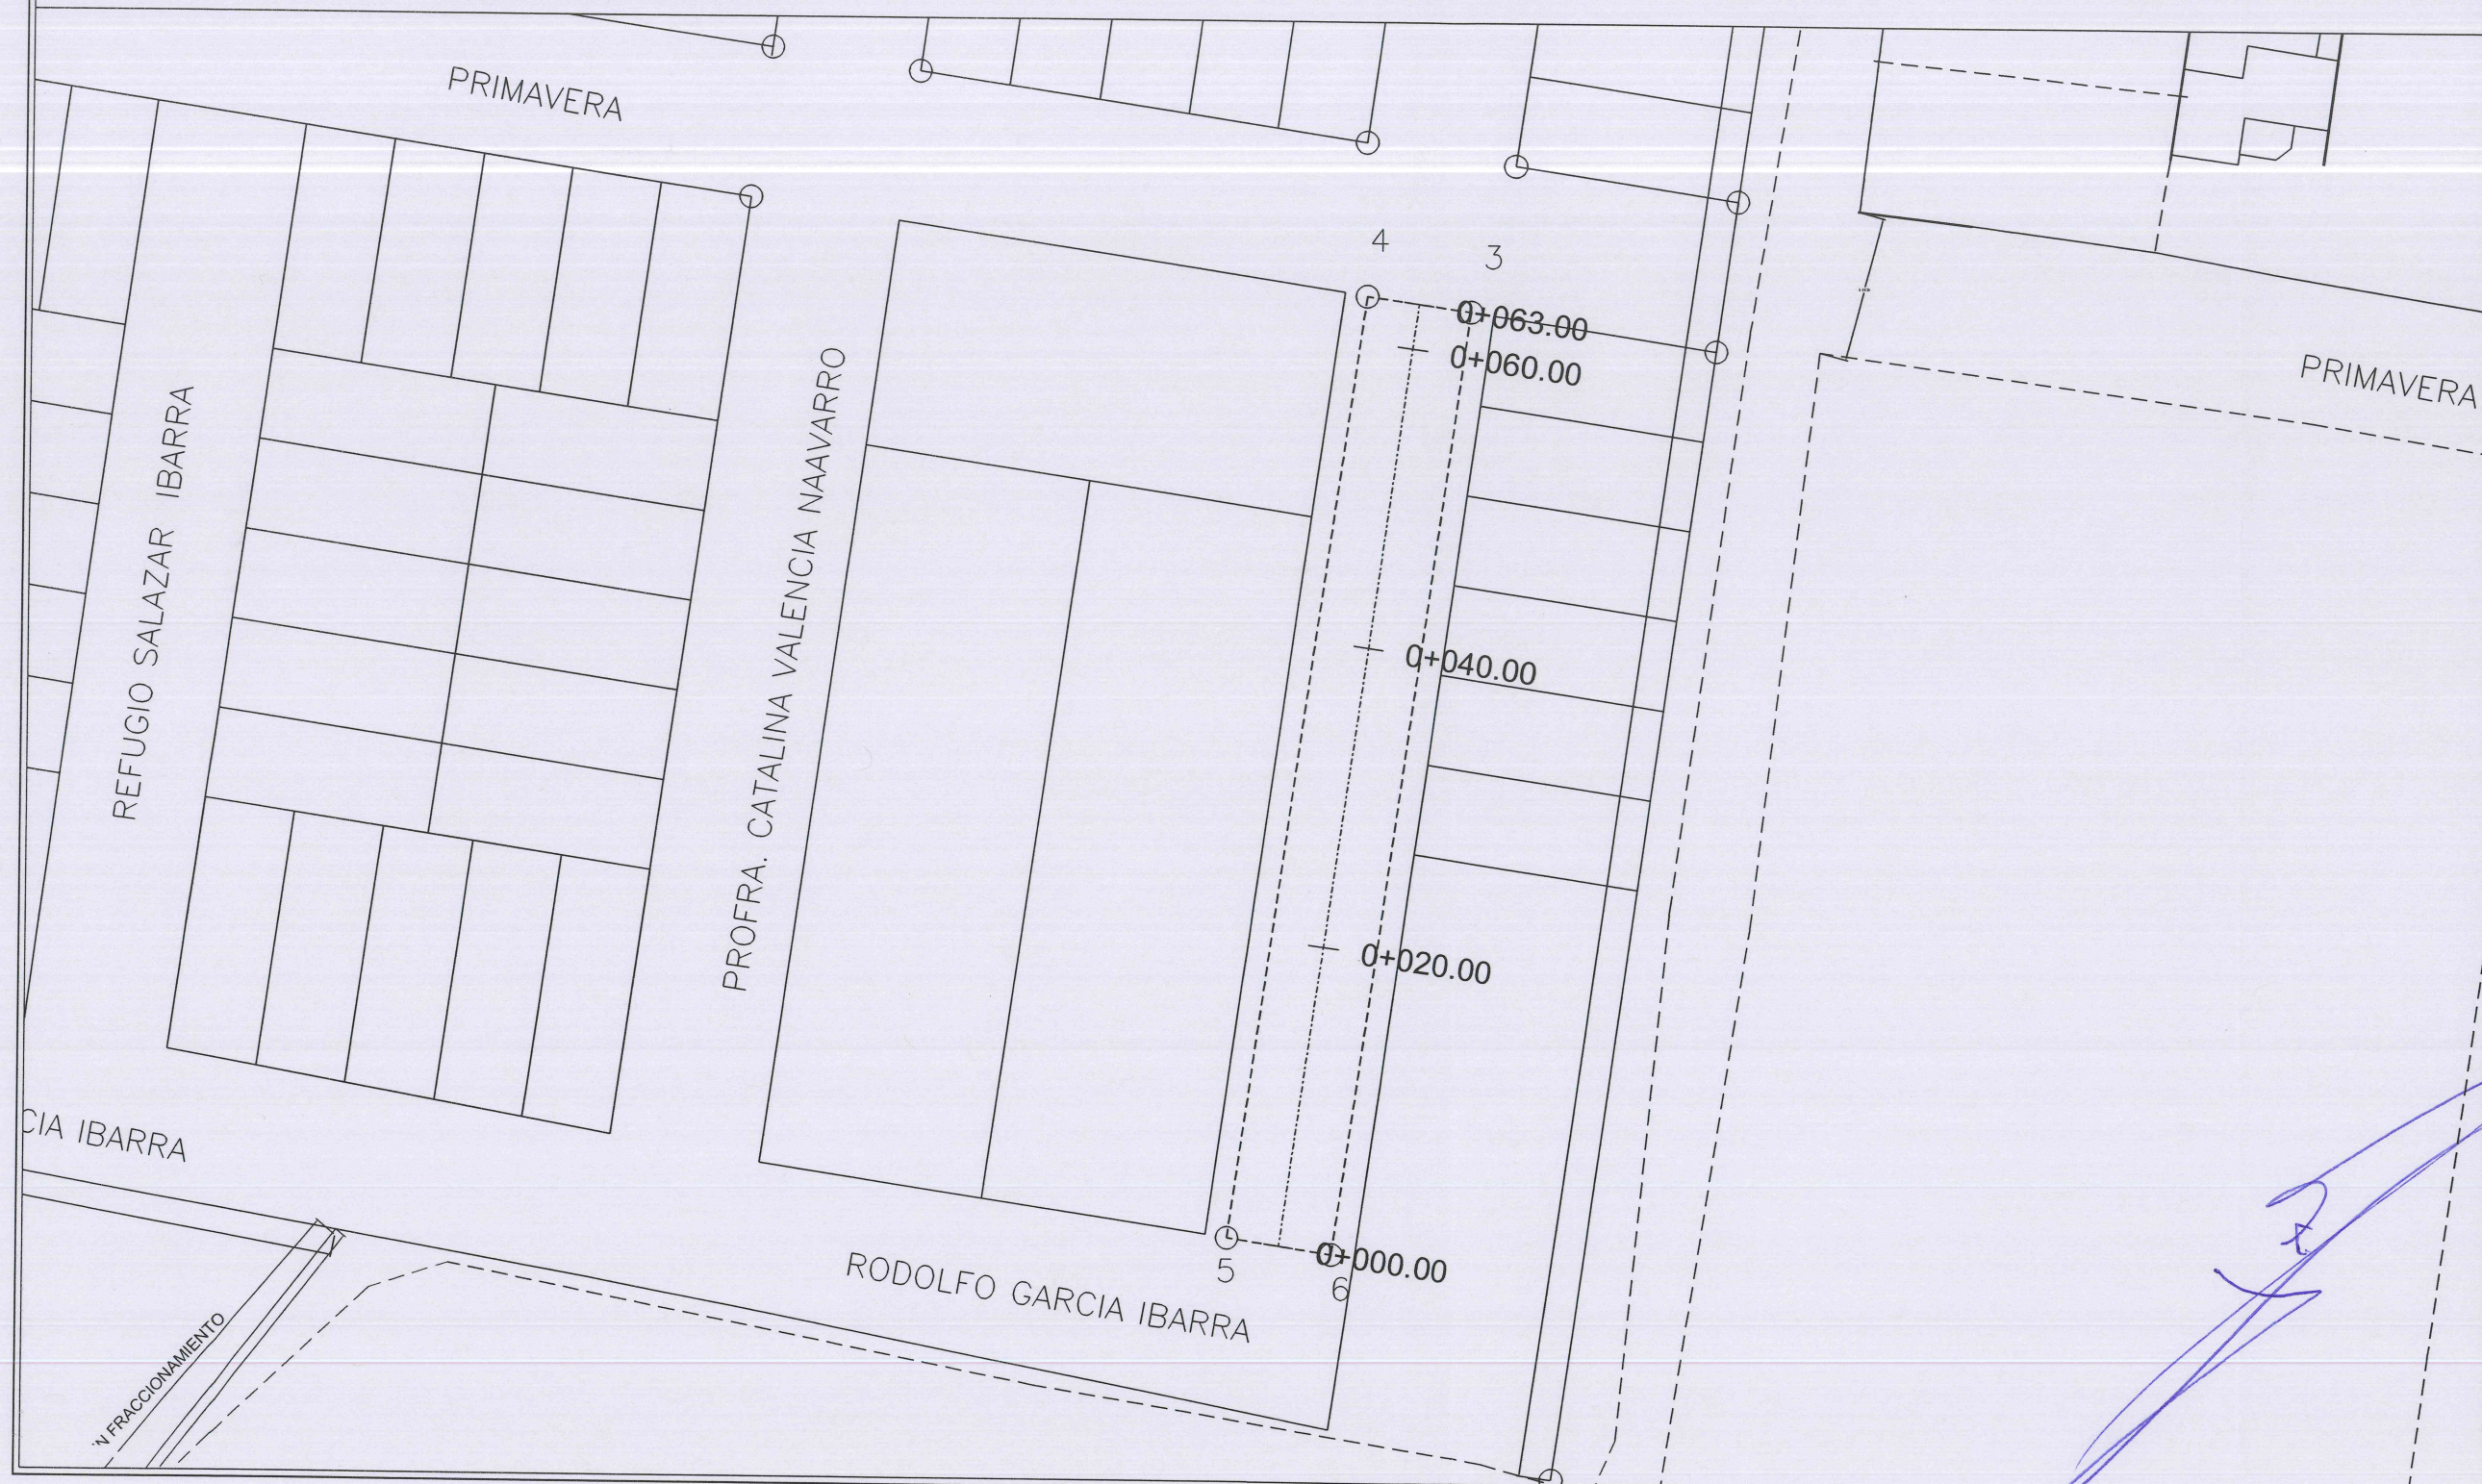 PRIMAVERA
4
3
0+063.00
0+060.00
PRIMAVERA
REFUGIO SALAZAR IBARRA
PROFRA. CATALINA VALENCIA NAAVARRO
0+040.00
0+020.00
CIA IBARRA
0+000.00
5
6
RODOLFO GARCIA IBARRA
N FRACCIONAMIENTO